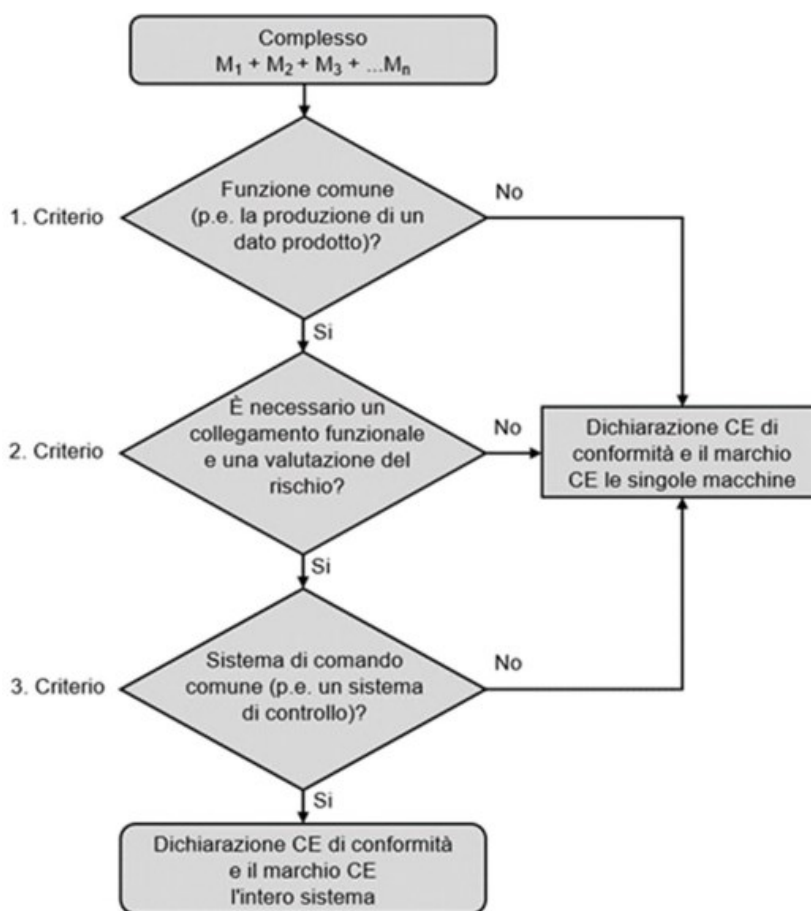 Complesso
M1 + M2 + M3 + ...Mn
1. Criterio
Funzione comune
(p.e. la produzione di un
dato prodotto)?
No
Si
2. Criterio
È necessario un
collegamento funzionale
e una valutazione del
rischio?
No
Dichiarazione CE di
conformità e il marchio
CE le singole macchine
Si
3. Criterio
Sistema di comando
comune (p.e. un sistema
di controllo)?
No
Si
Dichiarazione CE di conformità
e il marchio CE
l'intero sistema